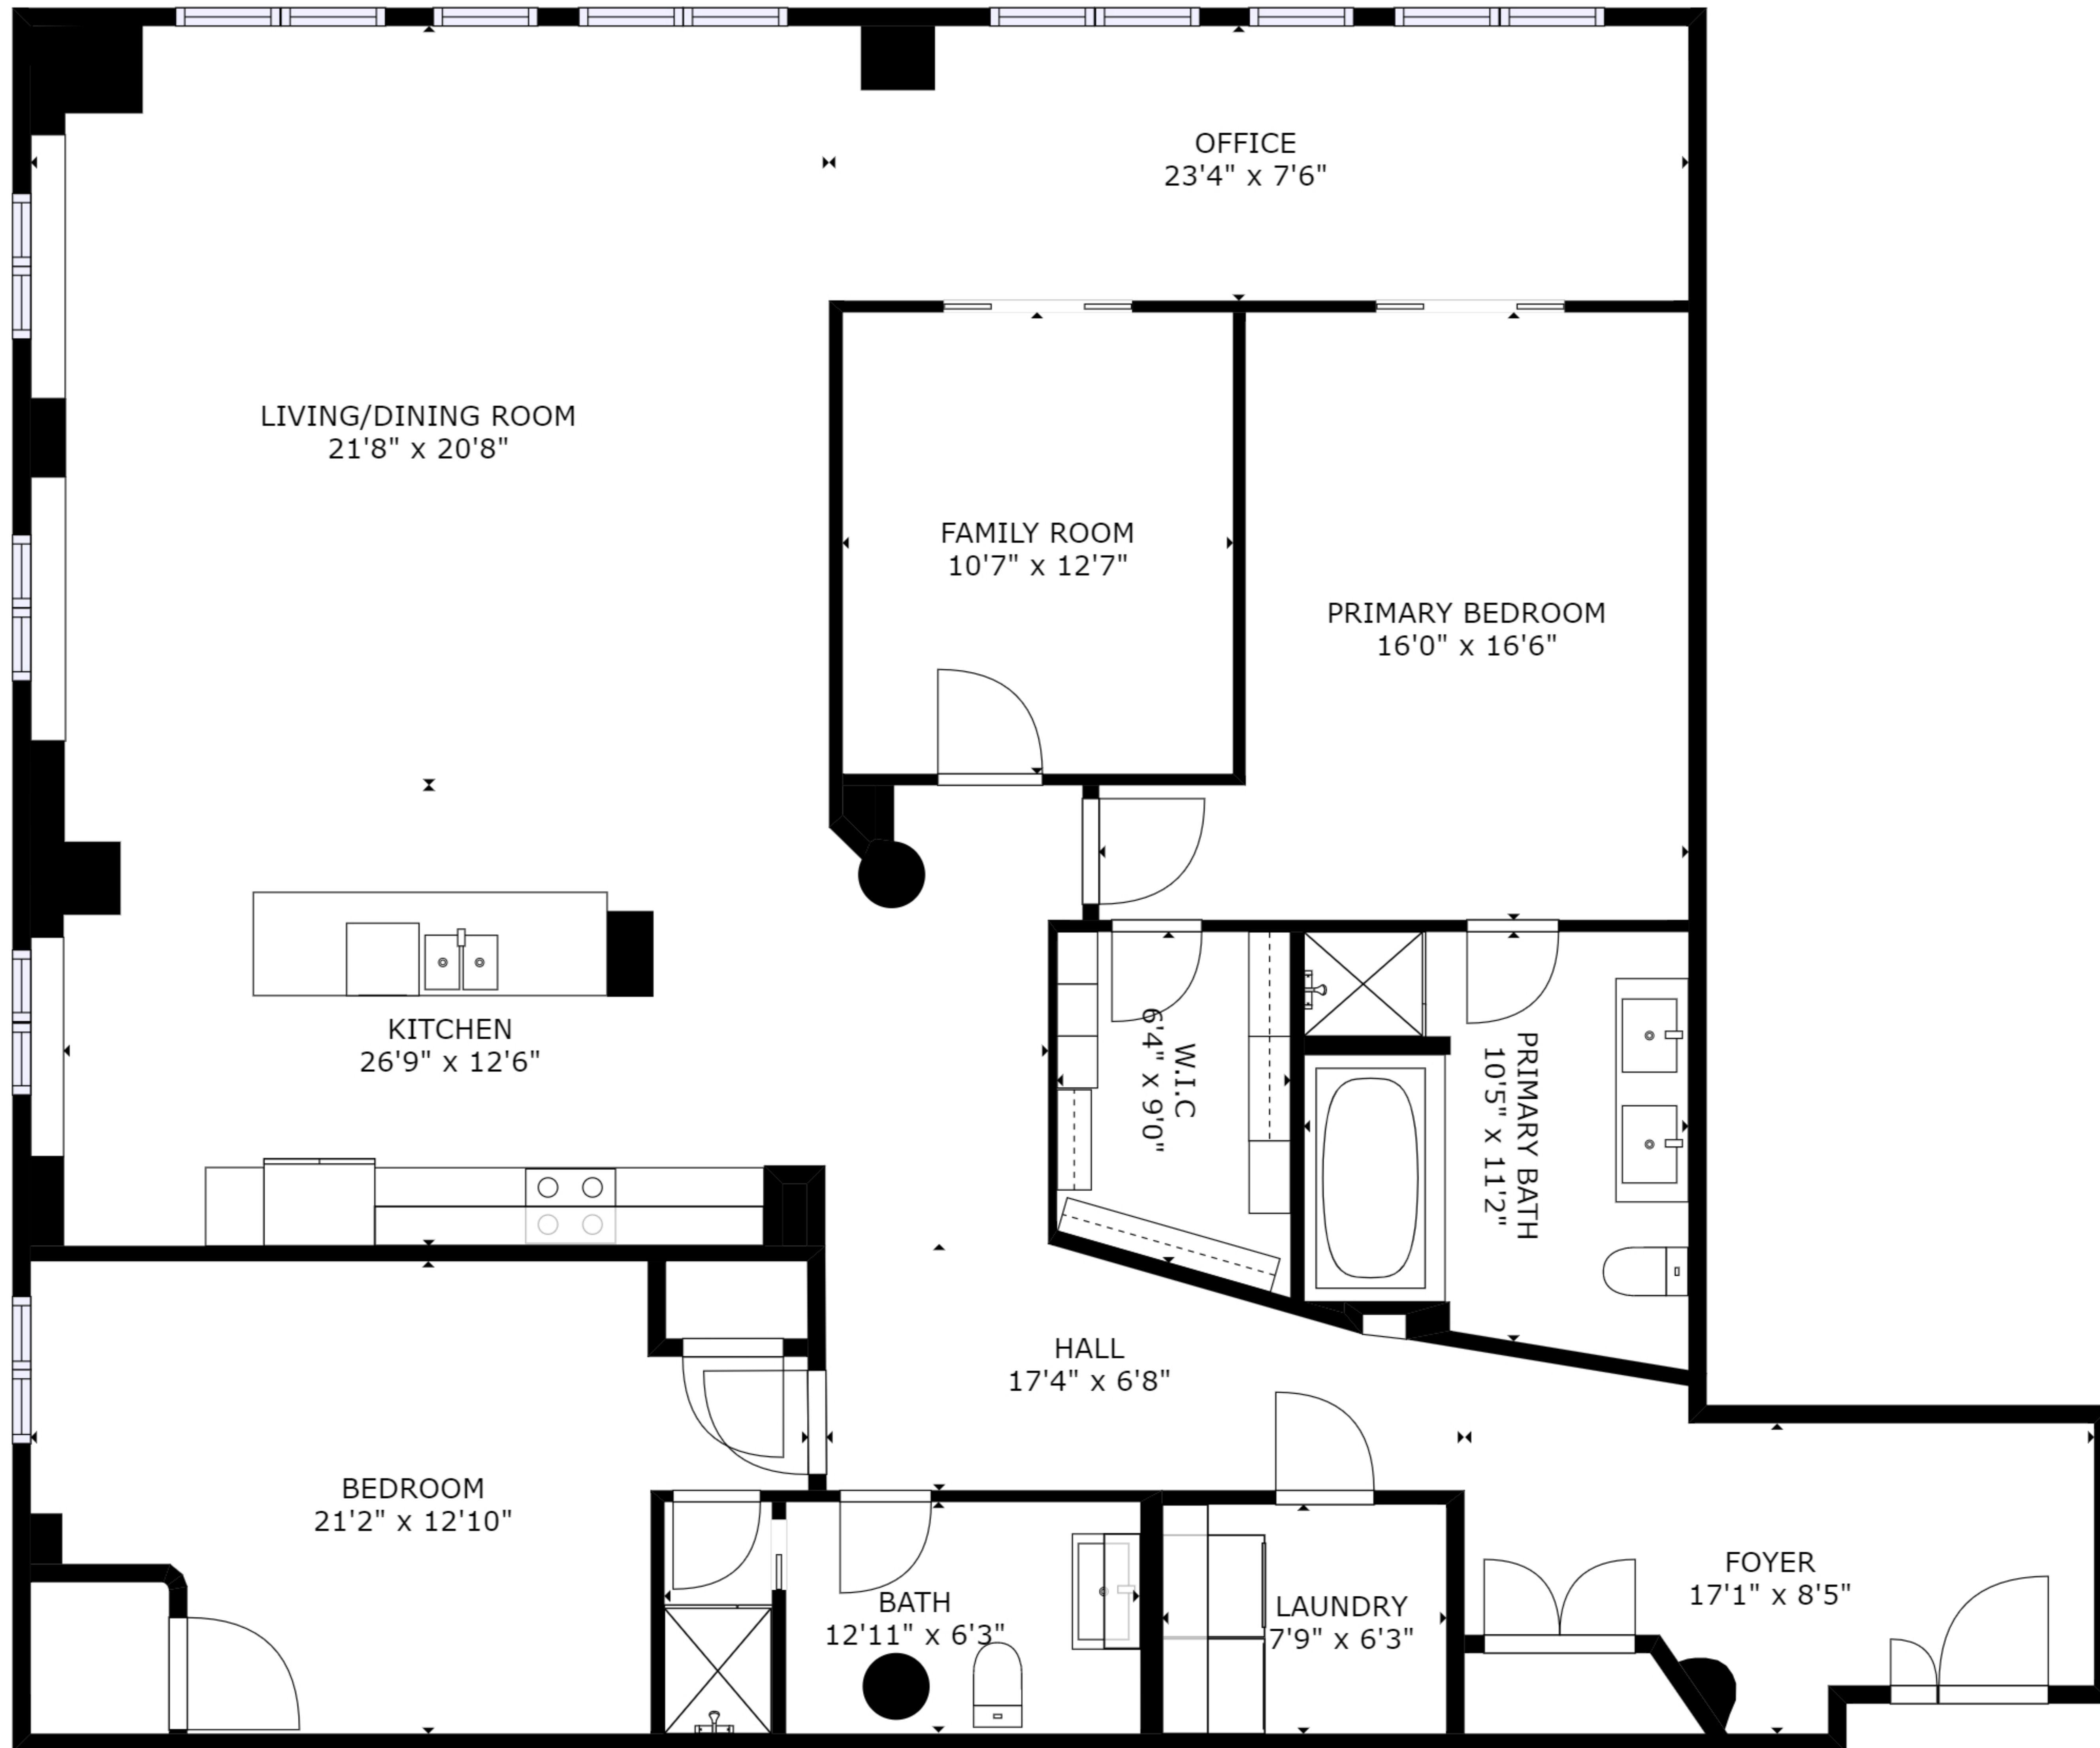 OFFICE
23'4" x 7'6"
LIVING/DINING ROOM
21'8" x 20'8"
FAMILY ROOM
10'7" x 12'7"
PRIMARY BEDROOM
16'0" x 16'6"
KITCHEN
26'9" x 12'6"
W.I.C
6'4" x 9'0"
PRIMARY BATH
10'5" x 11'2"
HALL
17'4" x 6'8"
BEDROOM
21'2" x 12'10"
BATH
12'11" x 6'3"
LAUNDRY
7'9" x 6'3"
FOYER
17'1" x 8'5"